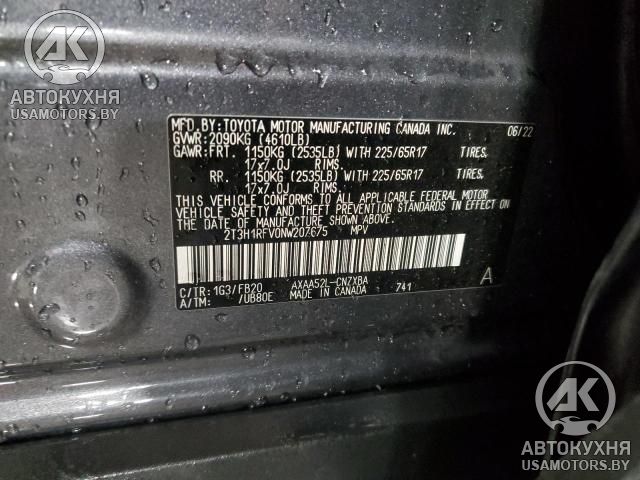 АК
АВТОКУХНЯ
USAMOTORS.BY
MFD.BY:TOYOTA MOTOR MANUFACTURING CANADA INC. 06/22
GVWR:2090KG (4610LB)
GAWR:FRT. 1150KG (2535LB) WITH 225/65R17 TIRES,
17x7.0J RIMS.
RR. 1150KG (2535LB) WITH 225/65R17 TIRES,
17x7.0J RIMS.
THIS VEHICLE CONFORMS TO ALL APPLICABLE FEDERAL MOTOR
VEHICLE SAFETY AND THEFT PREVENTION STANDARDS IN EFFECT ON
THE DATE OF MANUFACTURE SHOWN ABOVE.
2T3H1RFV0NW207675 MPV
C/TR:1G3/FB20 AXAA52L-CNZXBA 741 A
A/TM: /UB80E MADE IN CANADA
АК
АВТОКУХНЯ
USAMOTORS.BY